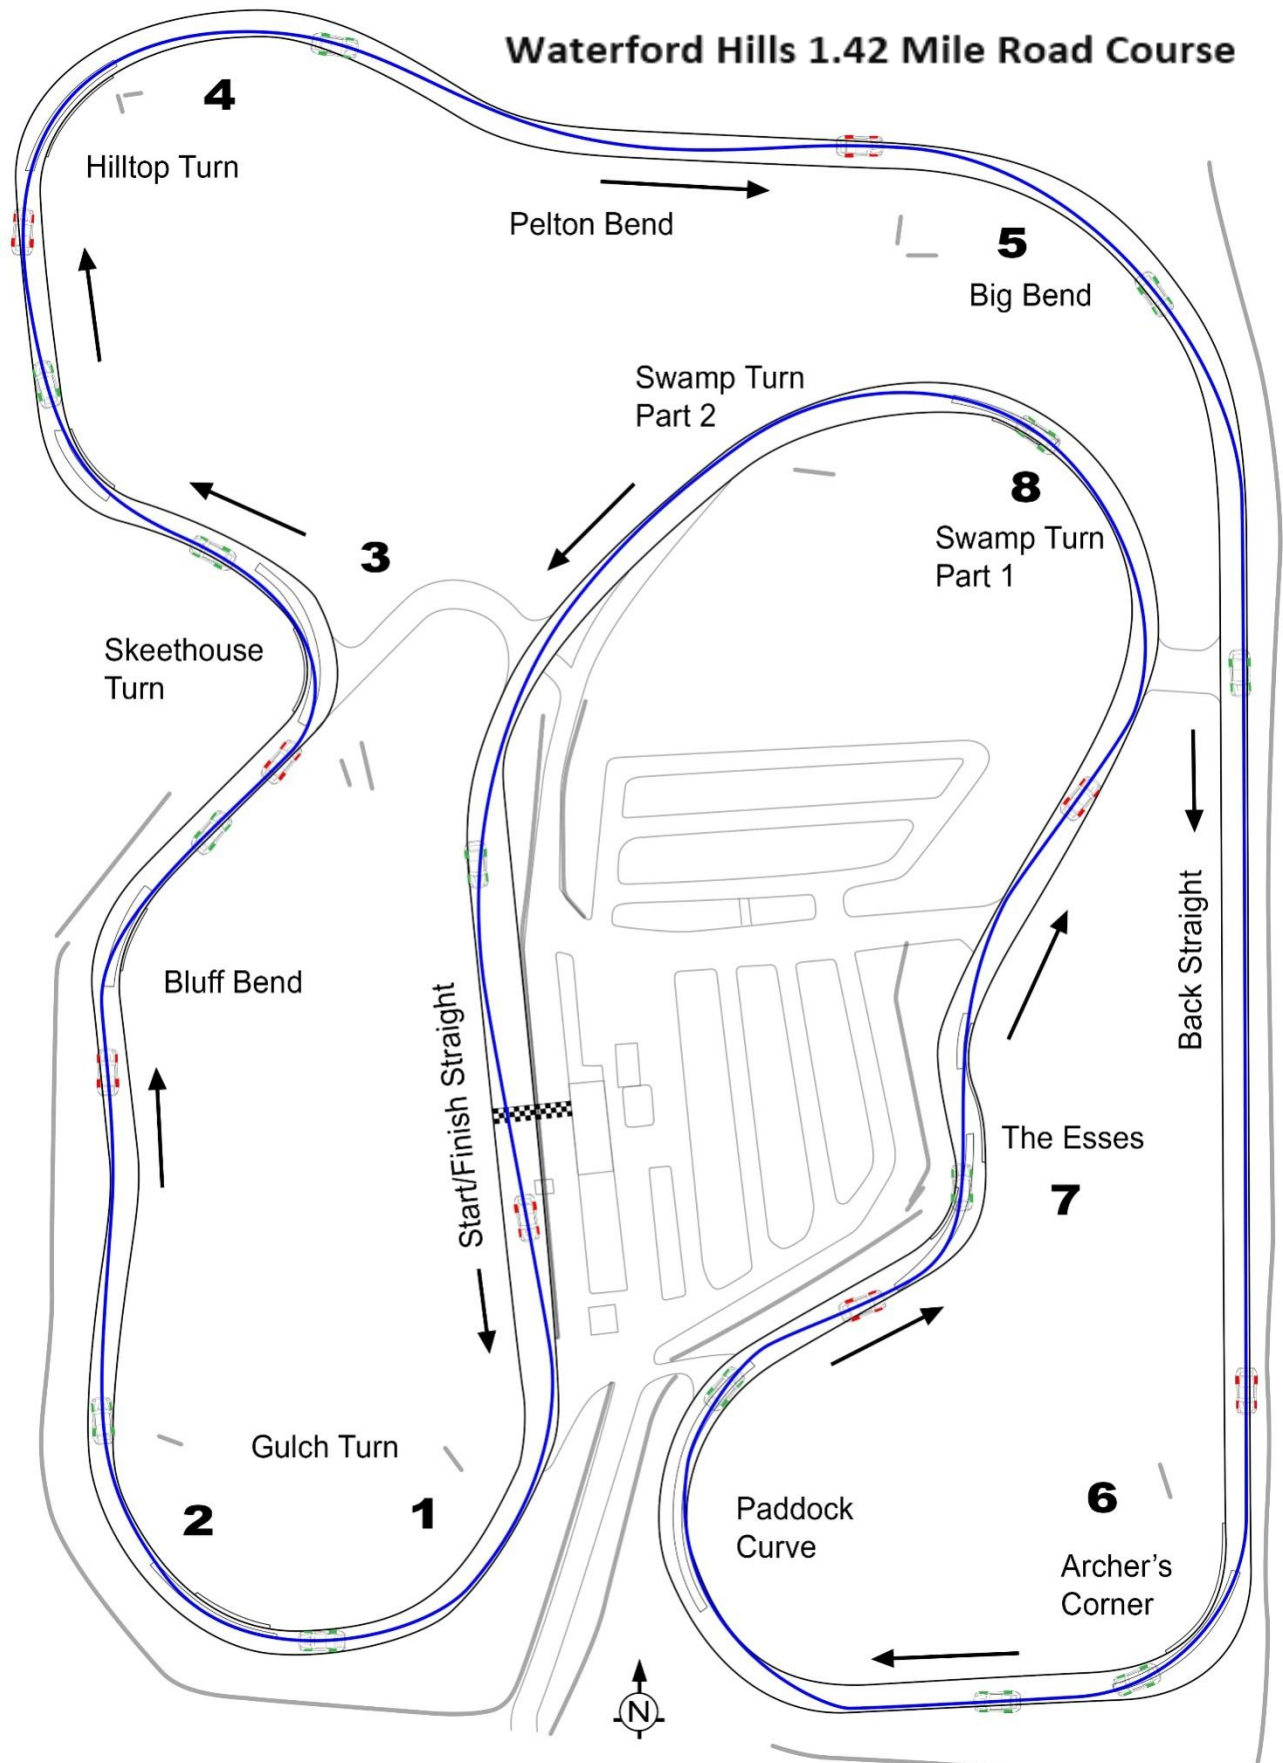 Waterford Hills 1.42 Mile Road Course
4
Hilltop Turn
Pelton Bend
5
Big Bend
Swamp Turn
Part 2
8
Swamp Turn
Part 1
3
Skeethouse
Turn
Bluff Bend
Start/Finish Straight
Back Straight
The Esses
7
Gulch Turn
2
1
Paddock
Curve
6
Archer's
Corner
N